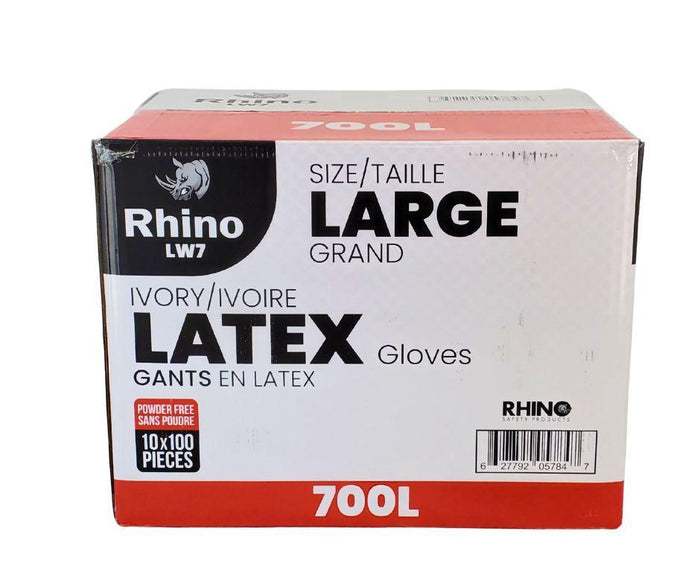 Rhino
LW7
700L
Rhino
LW7
SIZE/TAILLE
LARGE
GRAND
IVORY/IVOIRE
LATEX Gloves
GANTS EN LATEX
POWDER FREE
SANS POUDRE
10x100
PIECES
RHINO
SAFETY PRODUCTS
6 27792 05784 7
700L